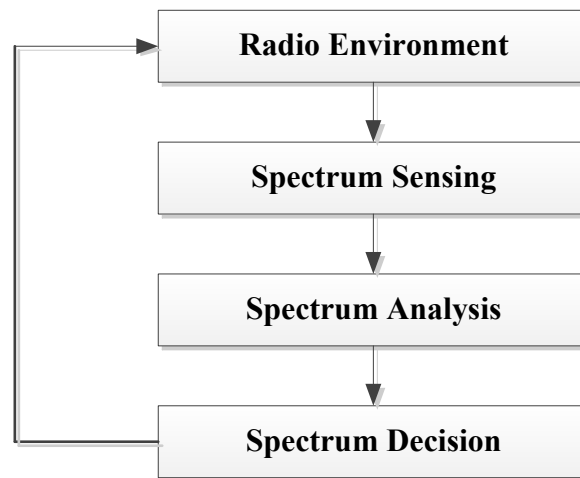 Radio Environment
Spectrum Sensing
Spectrum Analysis
Spectrum Decision